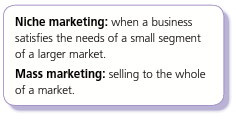 Niche marketing: when a business
satisfies the needs of a small segment
of a larger market.
Mass marketing: selling to the whole
of a market.